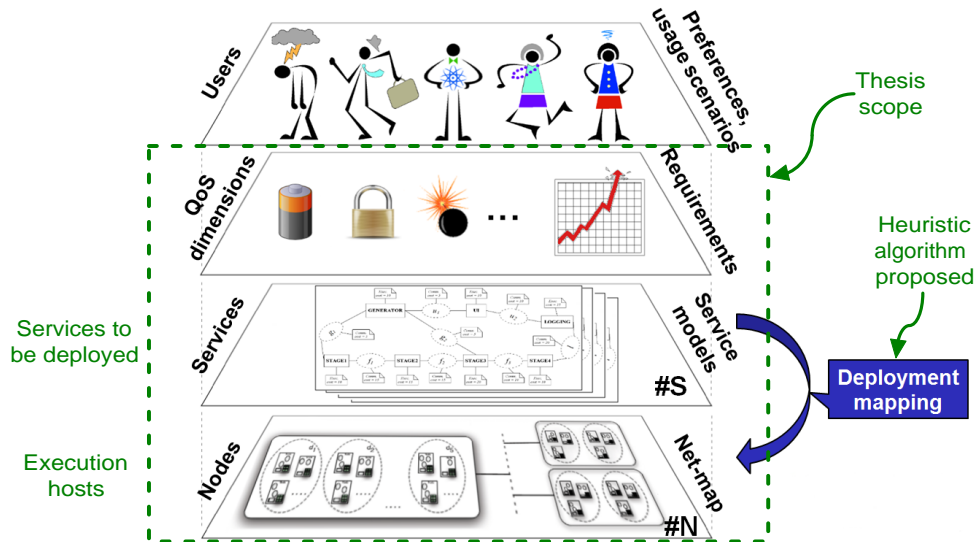 Users
Preferences,
usage scenarios
Thesis
scope
QoS
dimensions
...
Requirements
Heuristic
algorithm
proposed
Services to
be deployed
Services
GENERATOR
UI
LOGGING
STAGE1
STAGE2
STAGE3
STAGE4
#S
Service
models
Deployment
mapping
Execution
hosts
Nodes
#N
Net-map